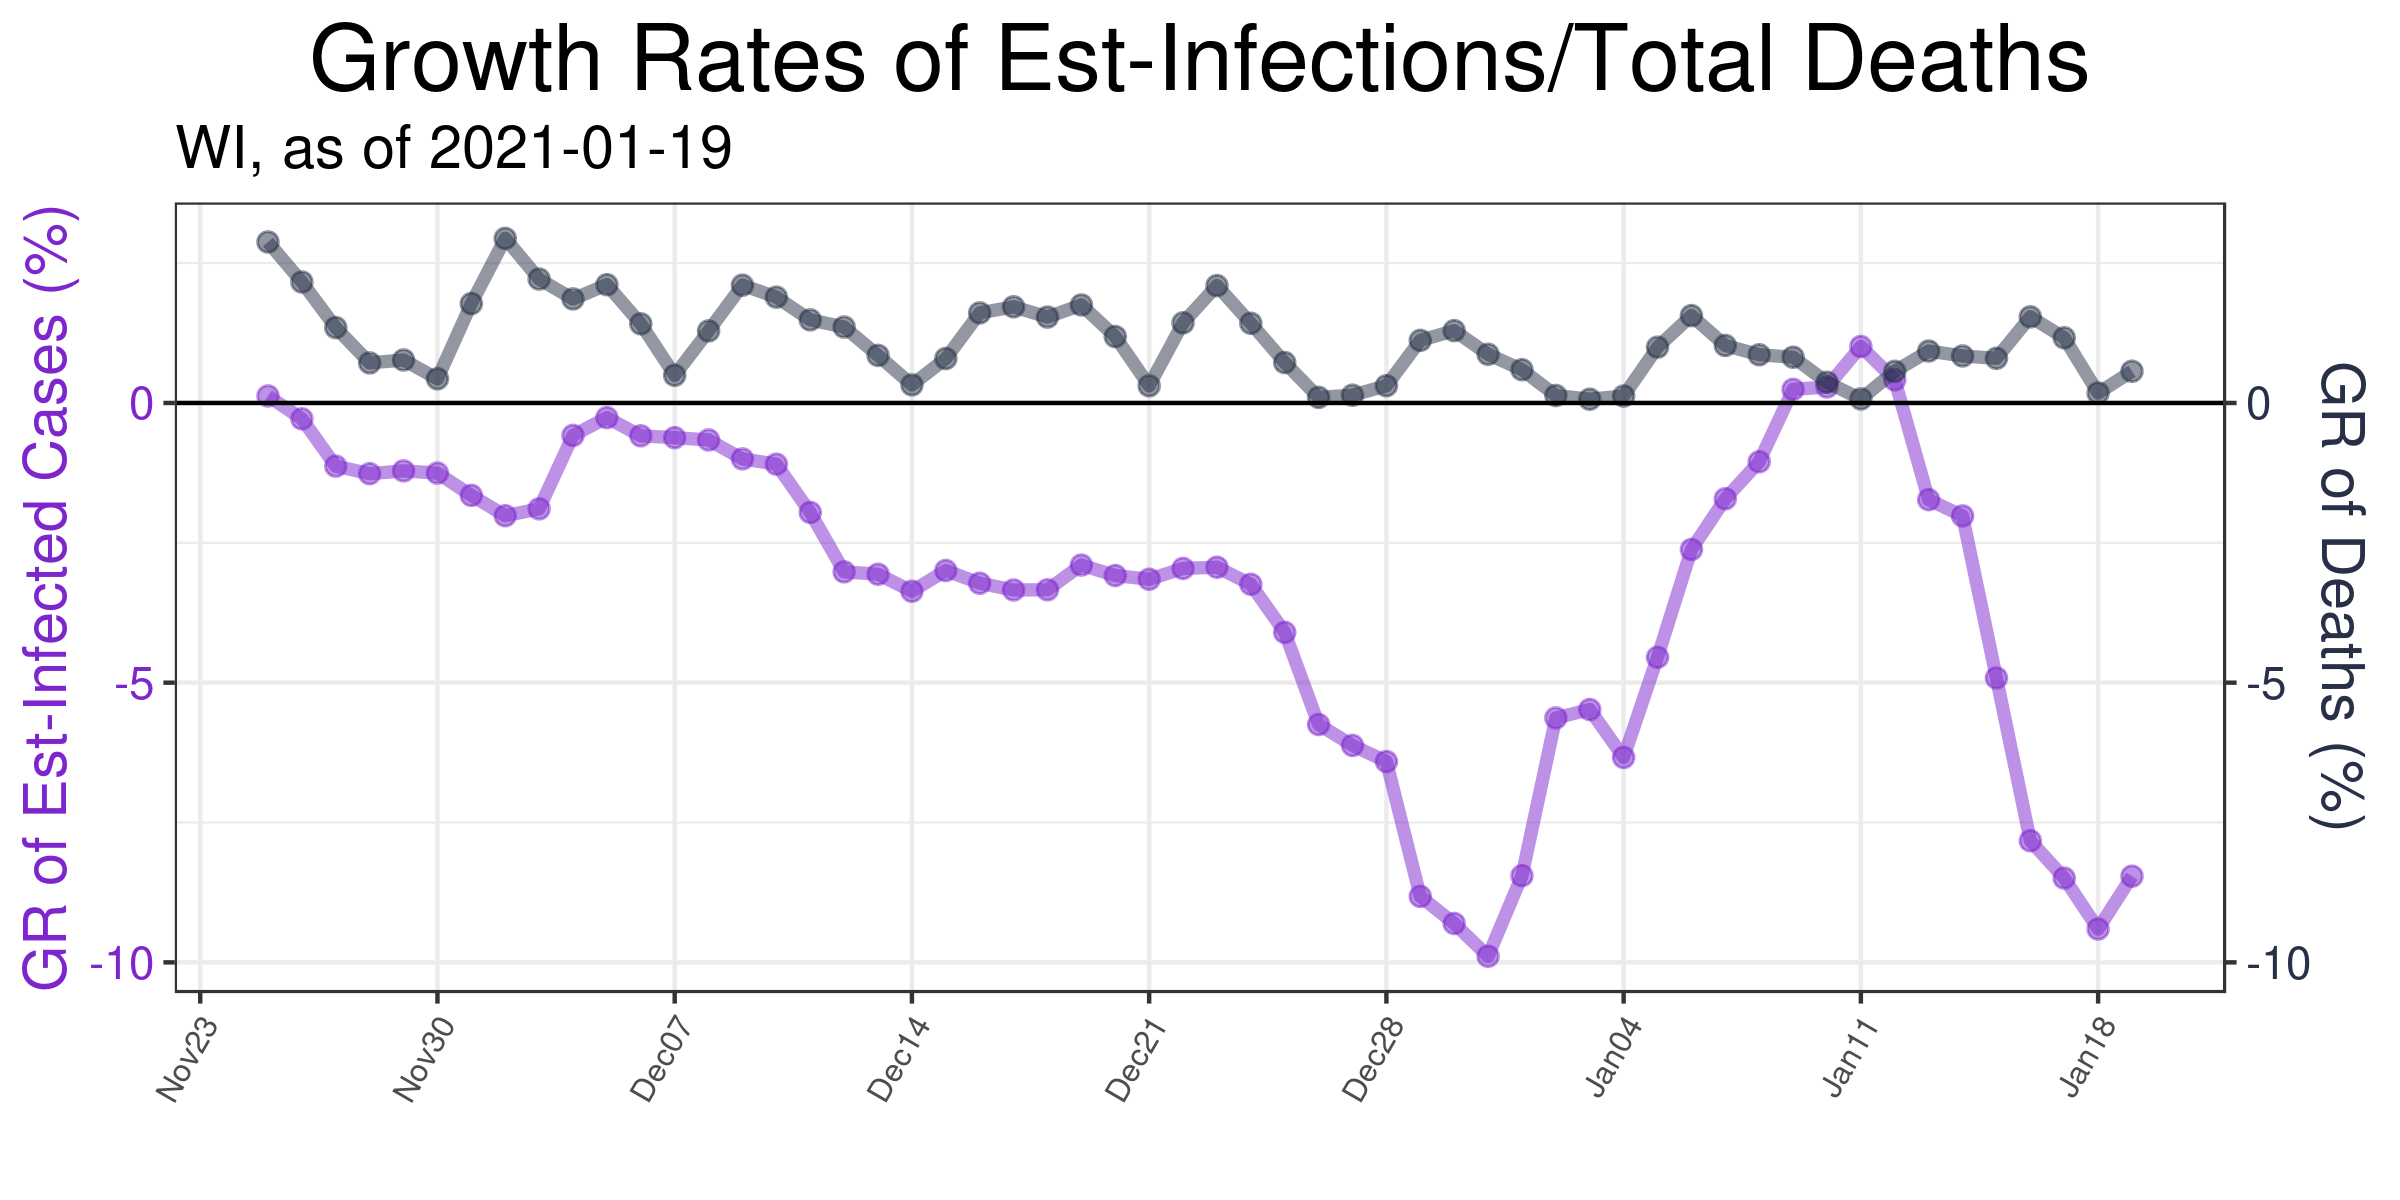 Growth Rates of Est-Infections/Total Deaths
WI, as of 2021-01-19
GR of Est-Infected Cases (%)
0
-5
-10
0
-5
-10
GR of Deaths (%)
Nov23
Nov30
Dec07
Dec14
Dec21
Dec28
Jan04
Jan11
Jan18